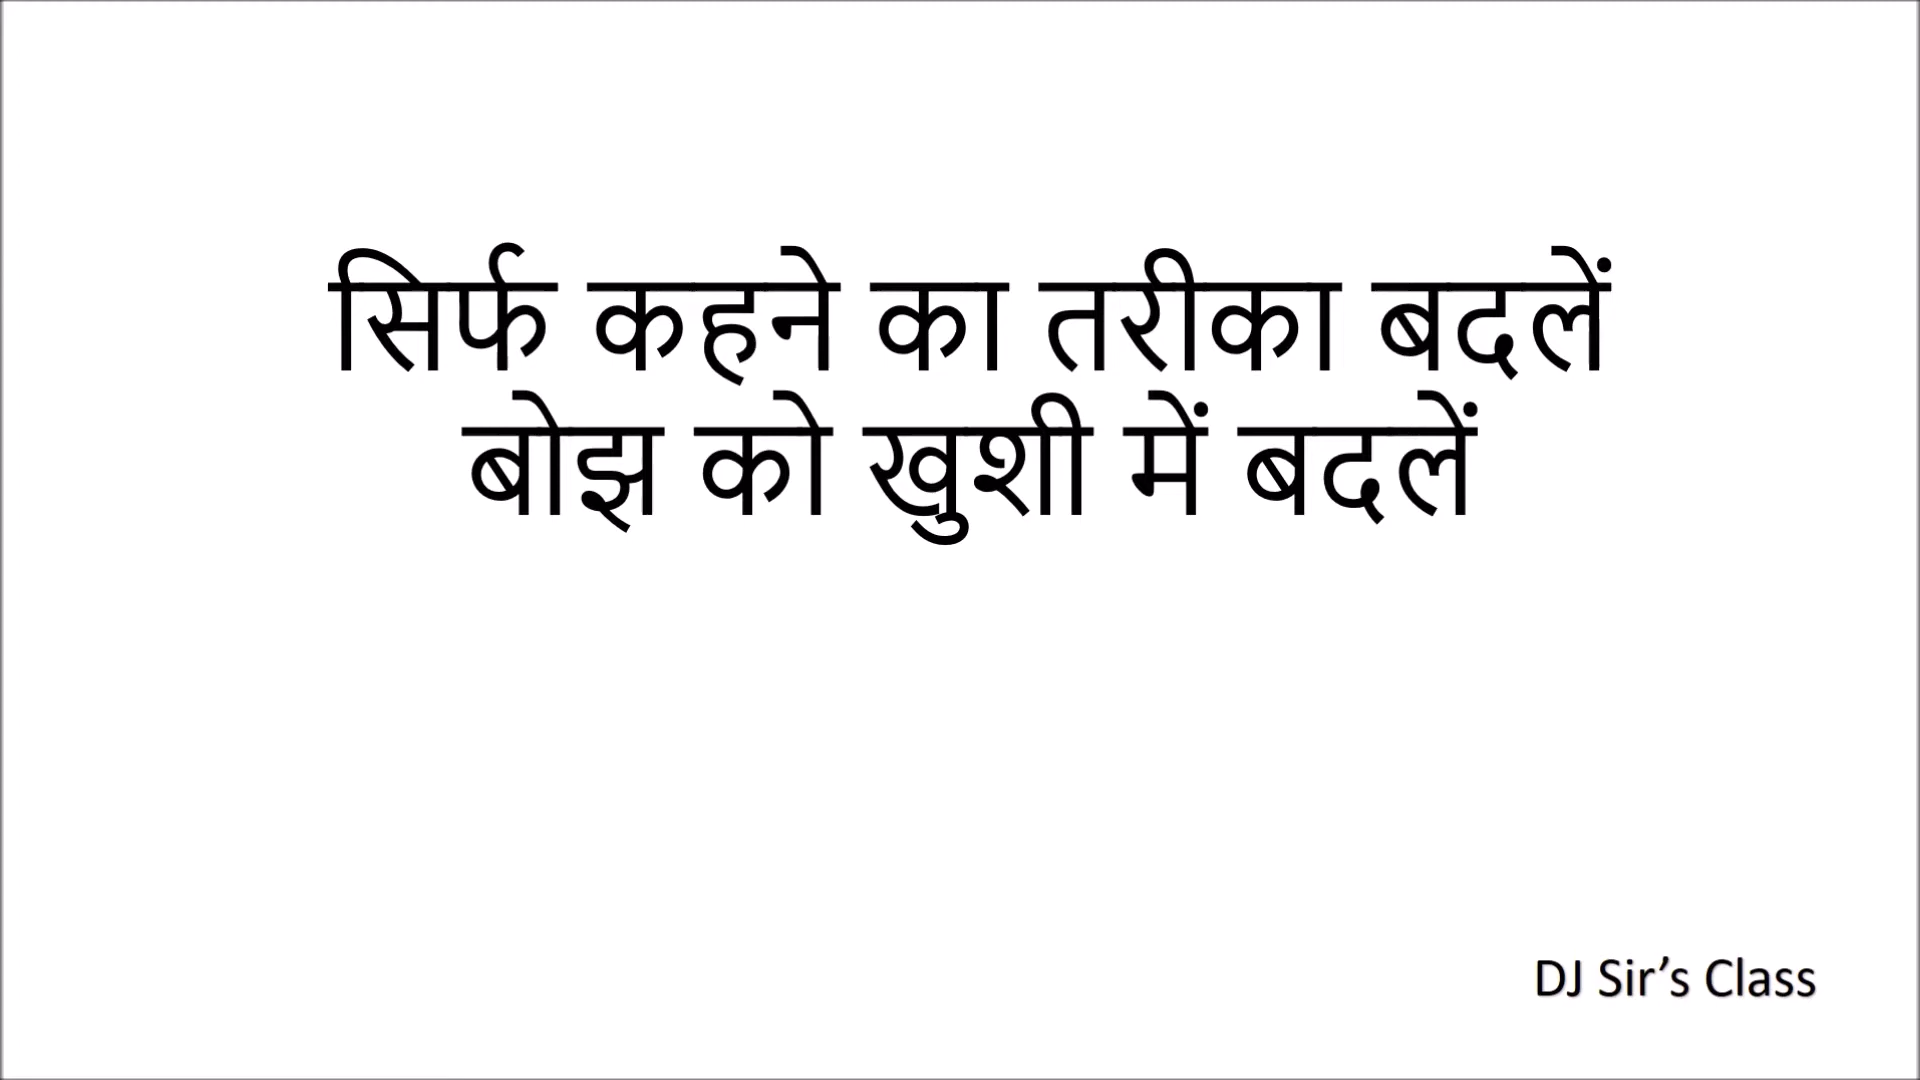 सिर्फ कहने का तरीका बदलें
बोझ को खुशी में बदलें
DJ Sir’s Class